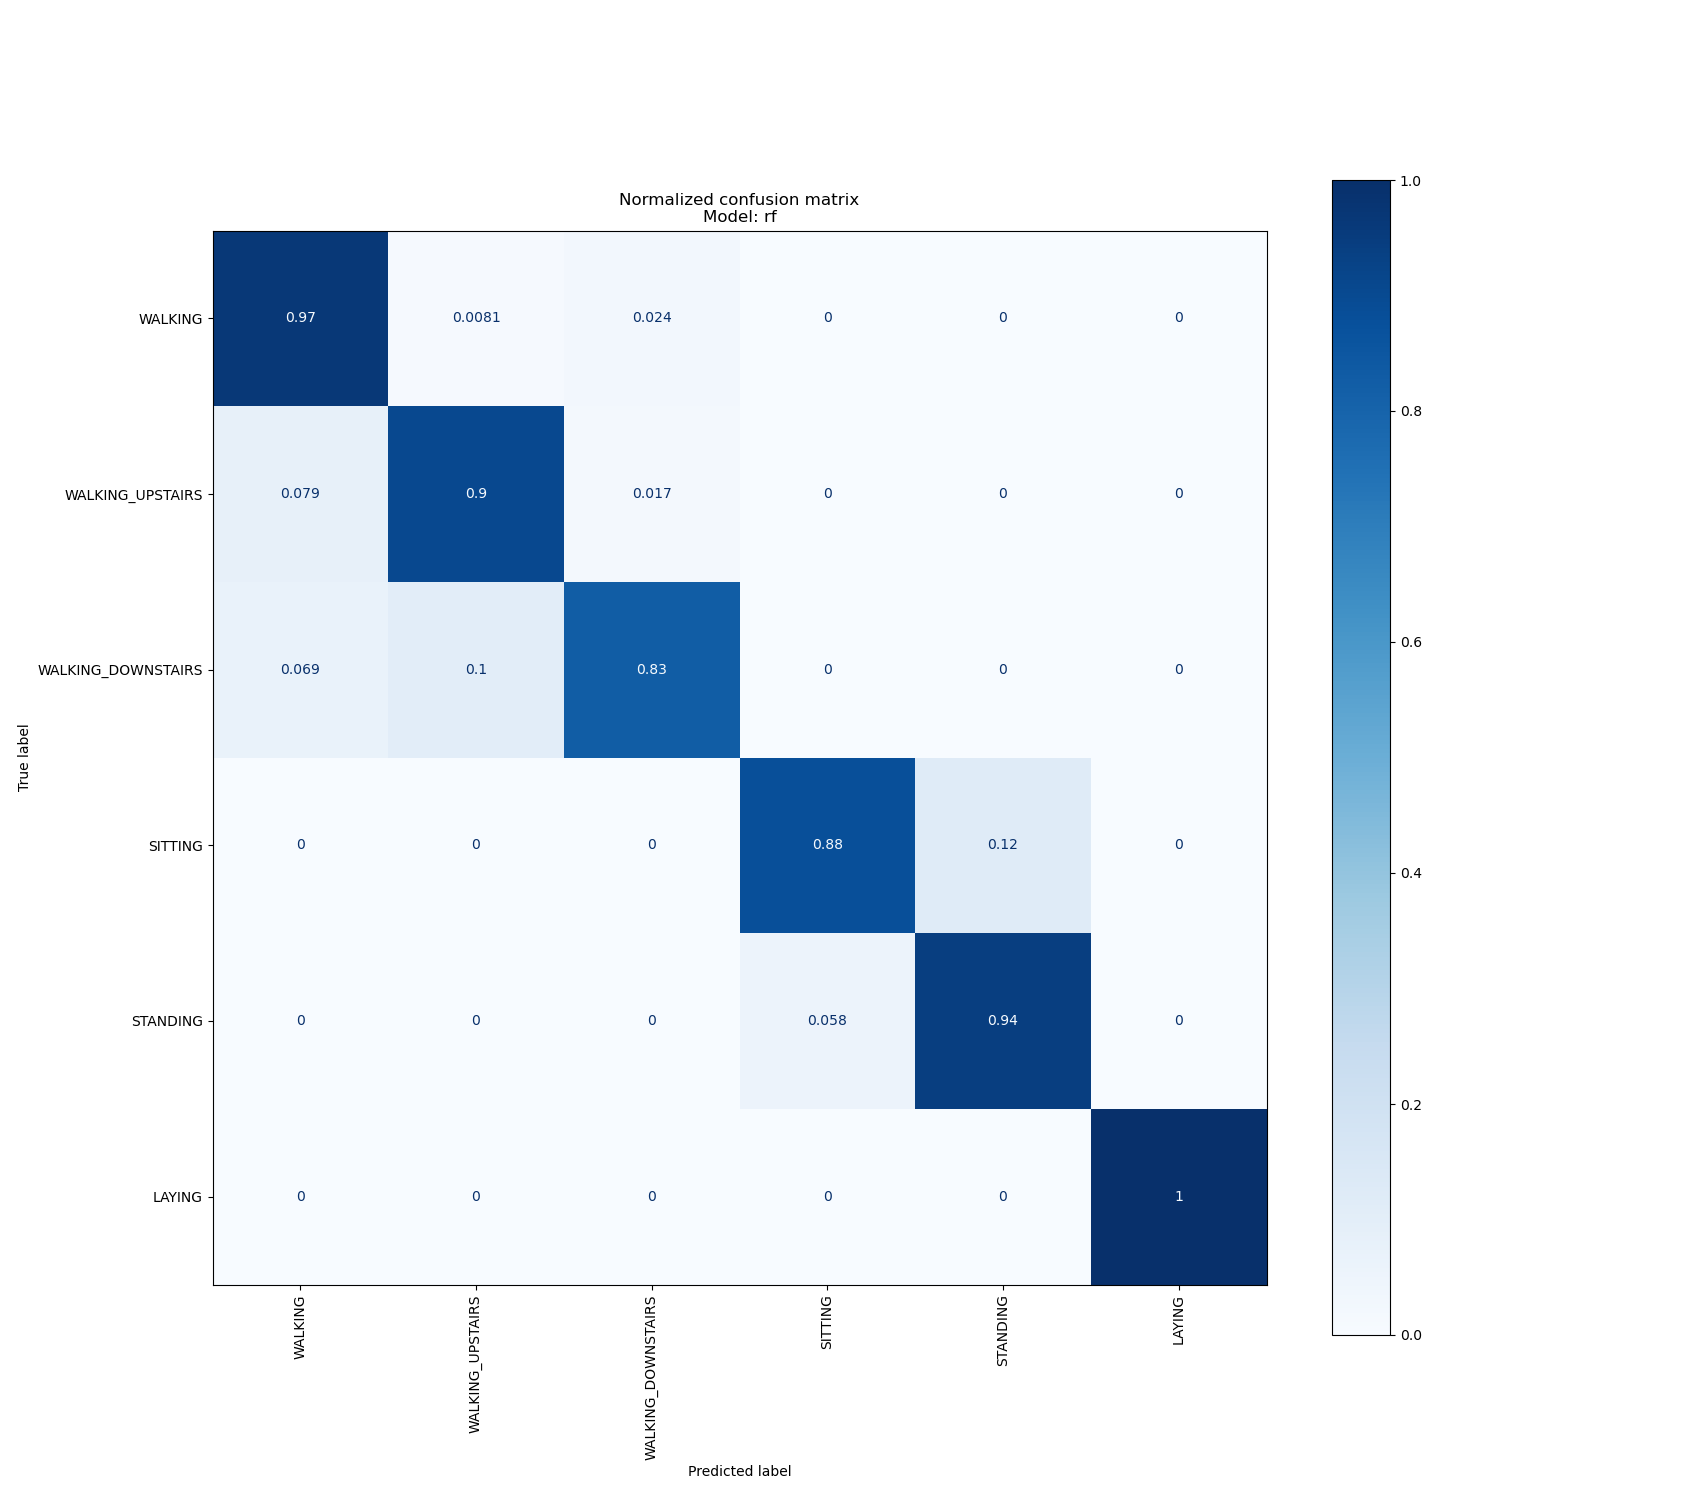 Normalized confusion matrix
Model: rf
True label
WALKING 0.97 0.0081 0.024 0 0 0
WALKING_UPSTAIRS 0.079 0.9 0.017 0 0 0
WALKING_DOWNSTAIRS 0.069 0.1 0.83 0 0 0
SITTING 0 0 0 0.88 0.12 0
STANDING 0 0 0 0.058 0.94 0
LAYING 0 0 0 0 0 1
WALKING
WALKING_UPSTAIRS
WALKING_DOWNSTAIRS
SITTING
STANDING
LAYING
Predicted label
1.0
0.8
0.6
0.4
0.2
0.0